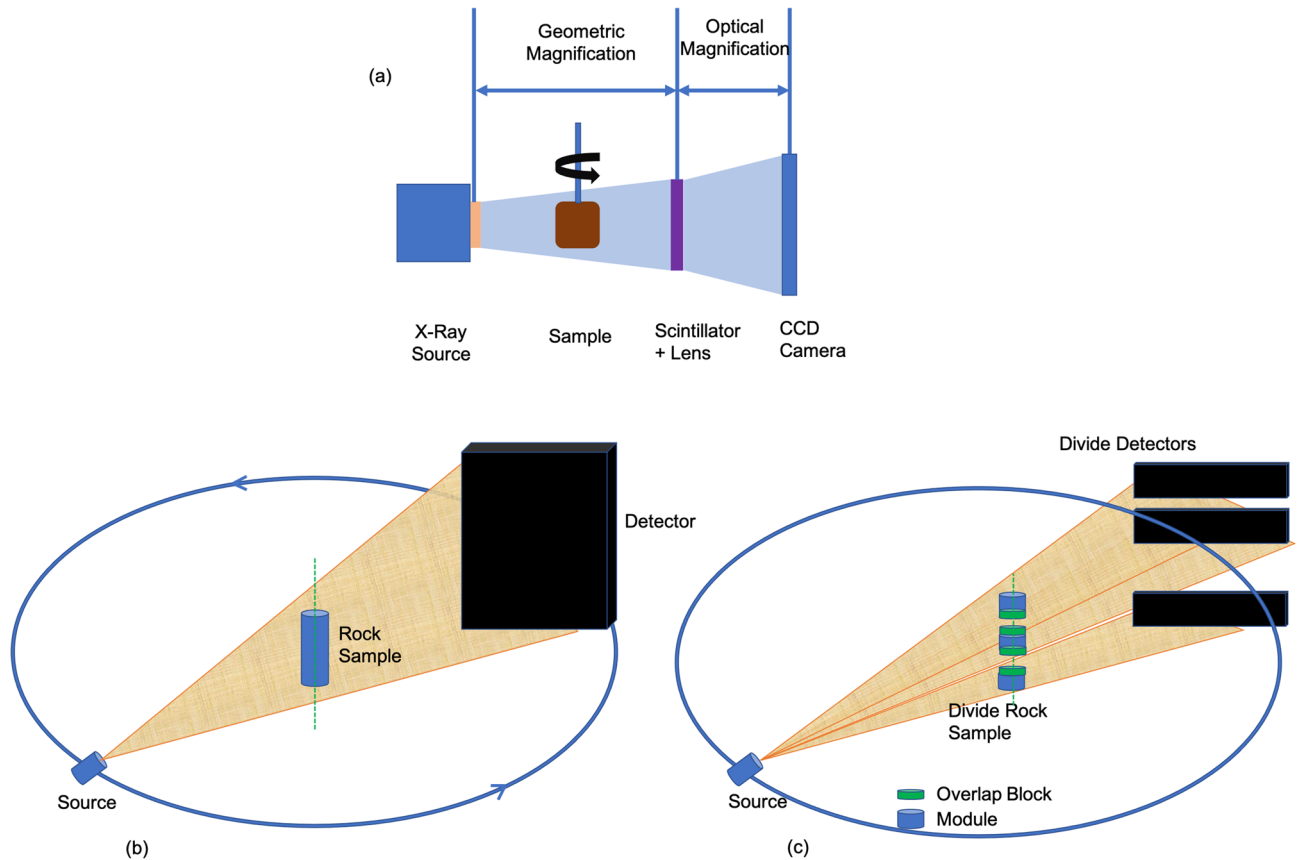 (a)
Geometric
Magnification
Optical
Magnification
X-Ray
Source
Sample
Scintillator
+ Lens
CCD
Camera
Detector
Rock
Sample
Source
(b)
Divide Detectors
Divide Rock
Sample
Source
Overlap Block
Module
(c)